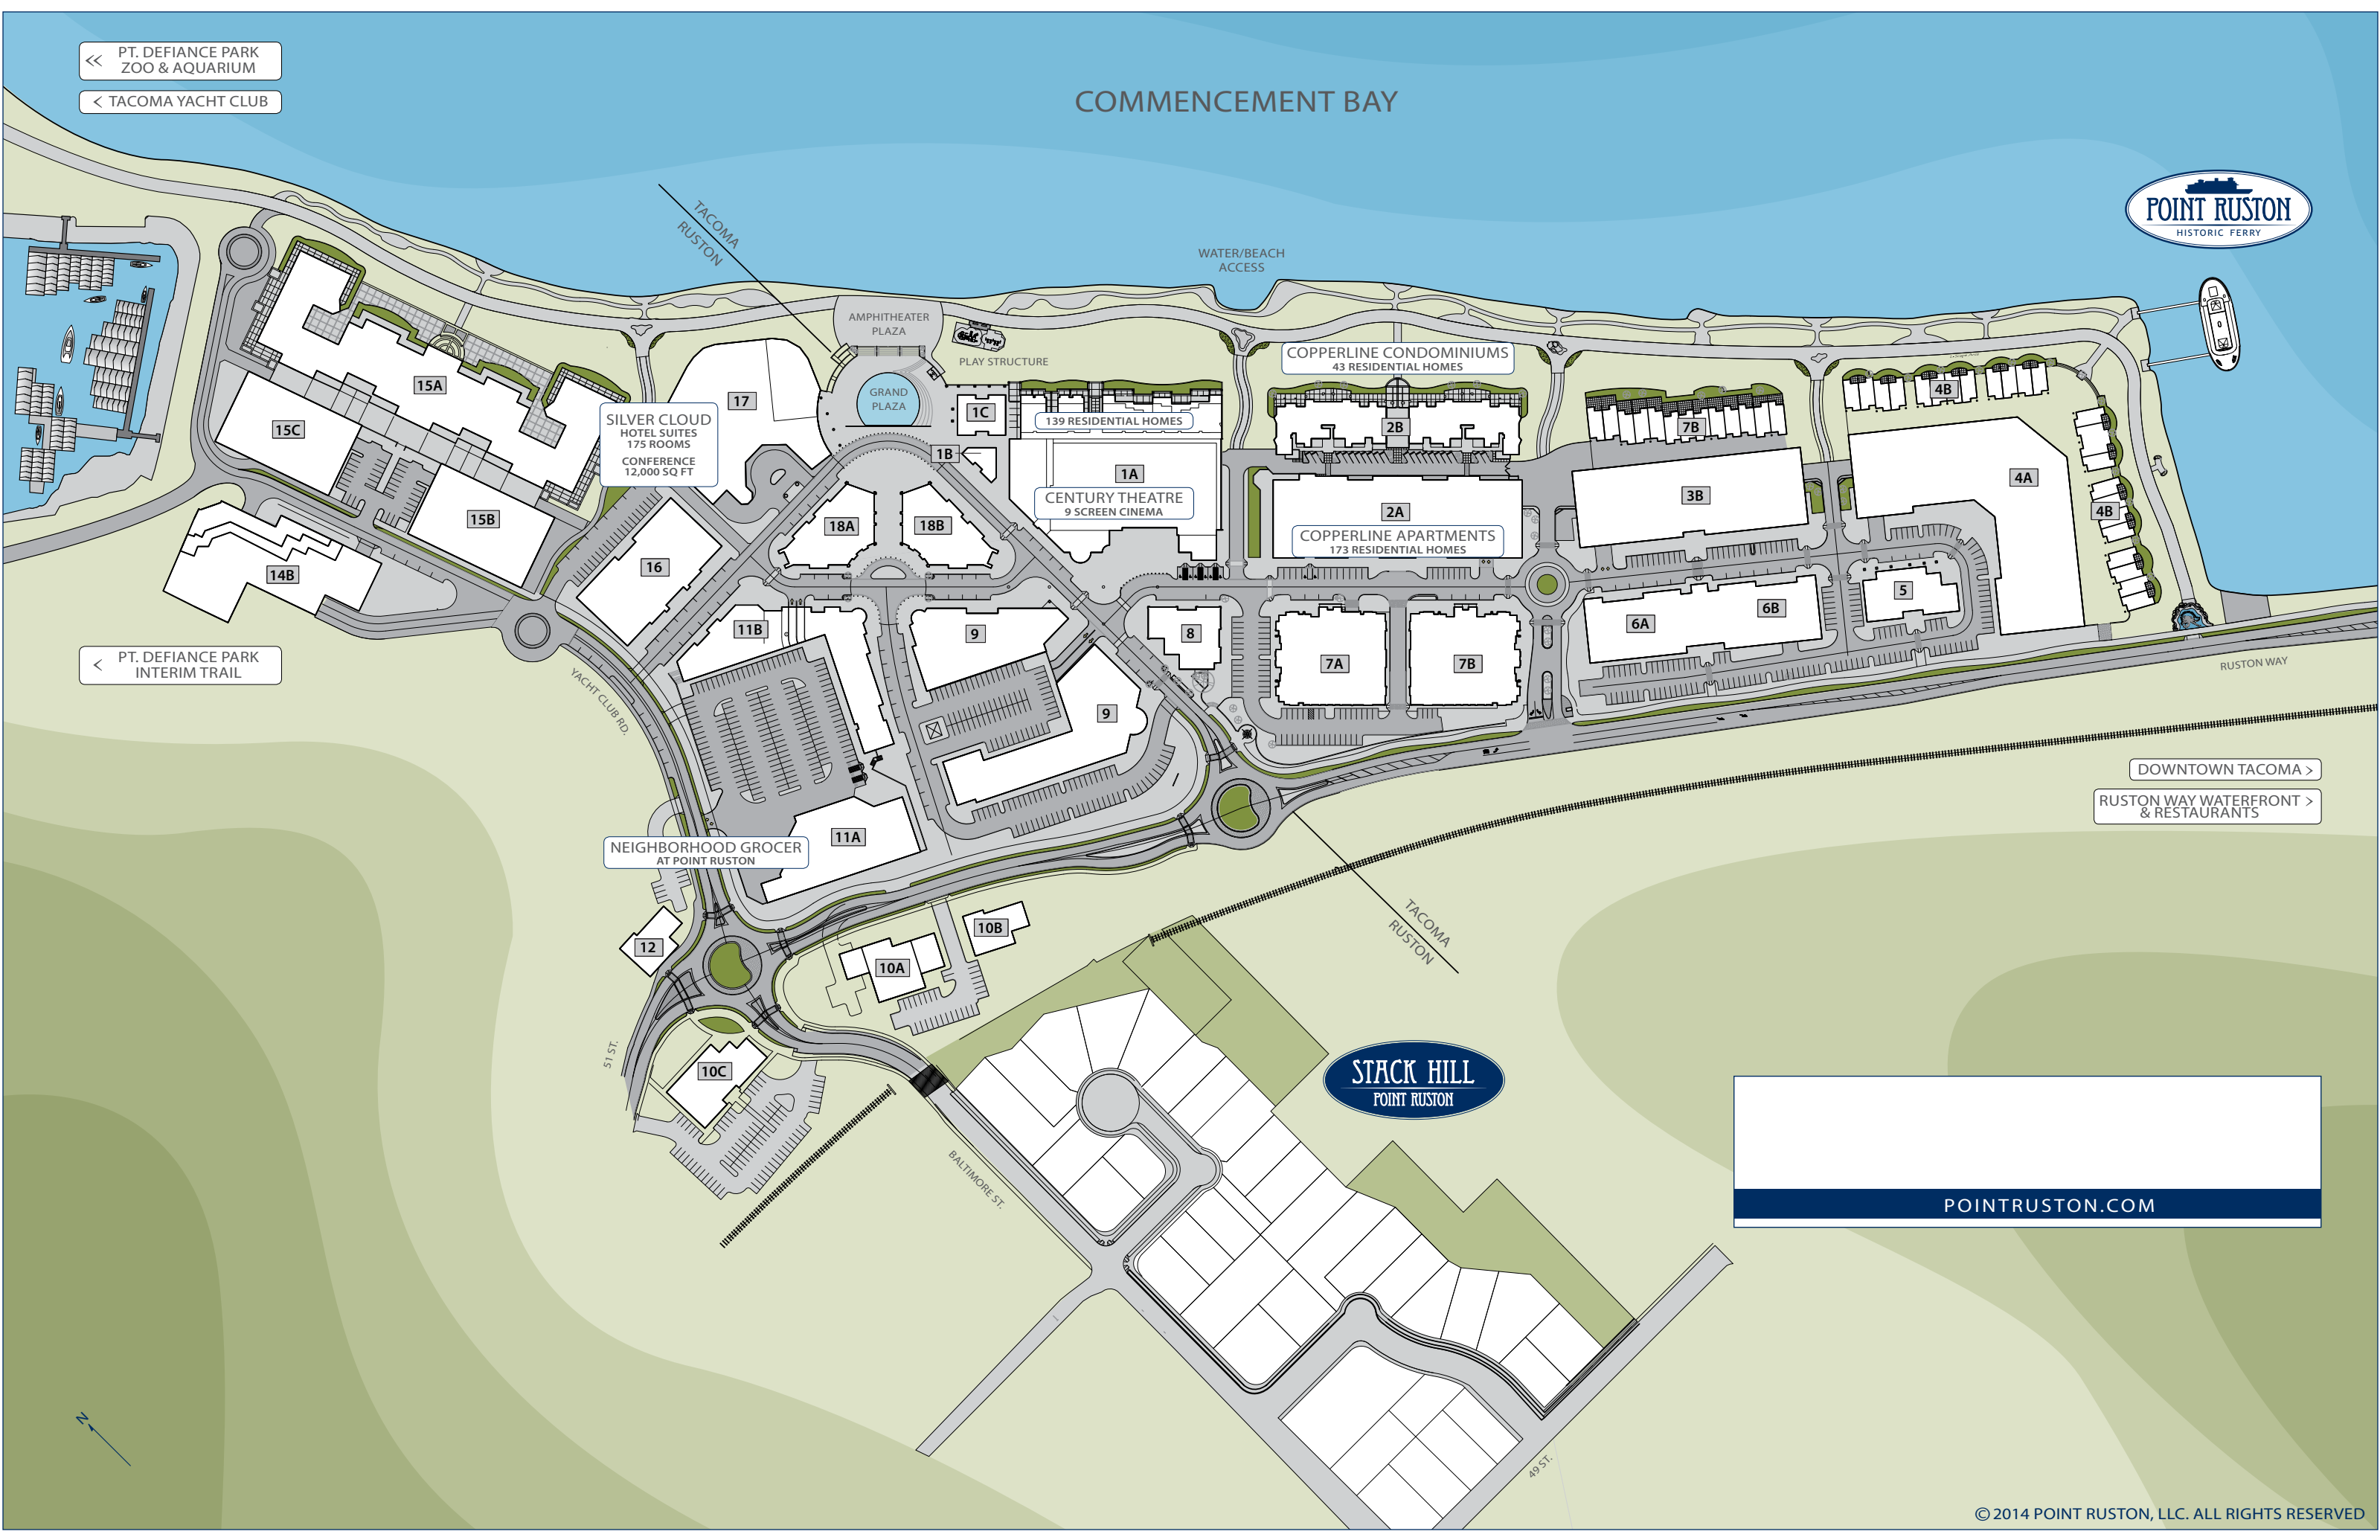 PT. DEFIANCE PARK
ZOO & AQUARIUM
TACOMA YACHT CLUB
COMMENCEMENT BAY
POINT RUSTON
HISTORIC FERRY
TACOMA
RUSTON
WATER/BEACH
ACCESS
AMPHITHEATER
PLAZA
PLAY STRUCTURE
GRAND
PLAZA
COPPERLINE CONDOMINIUMS
43 RESIDENTIAL HOMES
15A
15C
15B
14B
SILVER CLOUD
HOTEL SUITES
175 ROOMS
CONFERENCE
12,000 SQ FT
17
16
1C
1B
139 RESIDENTIAL HOMES
1A
CENTURY THEATRE
9 SCREEN CINEMA
18A
18B
2B
2A
COPPERLINE APARTMENTS
173 RESIDENTIAL HOMES
7B
3B
4B
4A
4B
5
6A
6B
11B
9
8
7A
7B
9
PT. DEFIANCE PARK
INTERIM TRAIL
YACHT CLUB RD.
RUSTON WAY
DOWNTOWN TACOMA >
RUSTON WAY WATERFRONT >
& RESTAURANTS
11A
NEIGHBORHOOD GROCER
AT POINT RUSTON
12
10B
10A
10C
TACOMA
RUSTON
51 ST.
STACK HILL
POINT RUSTON
BALTIMORE ST.
POINTRUSTON.COM
N
49 ST.
© 2014 POINT RUSTON, LLC. ALL RIGHTS RESERVED